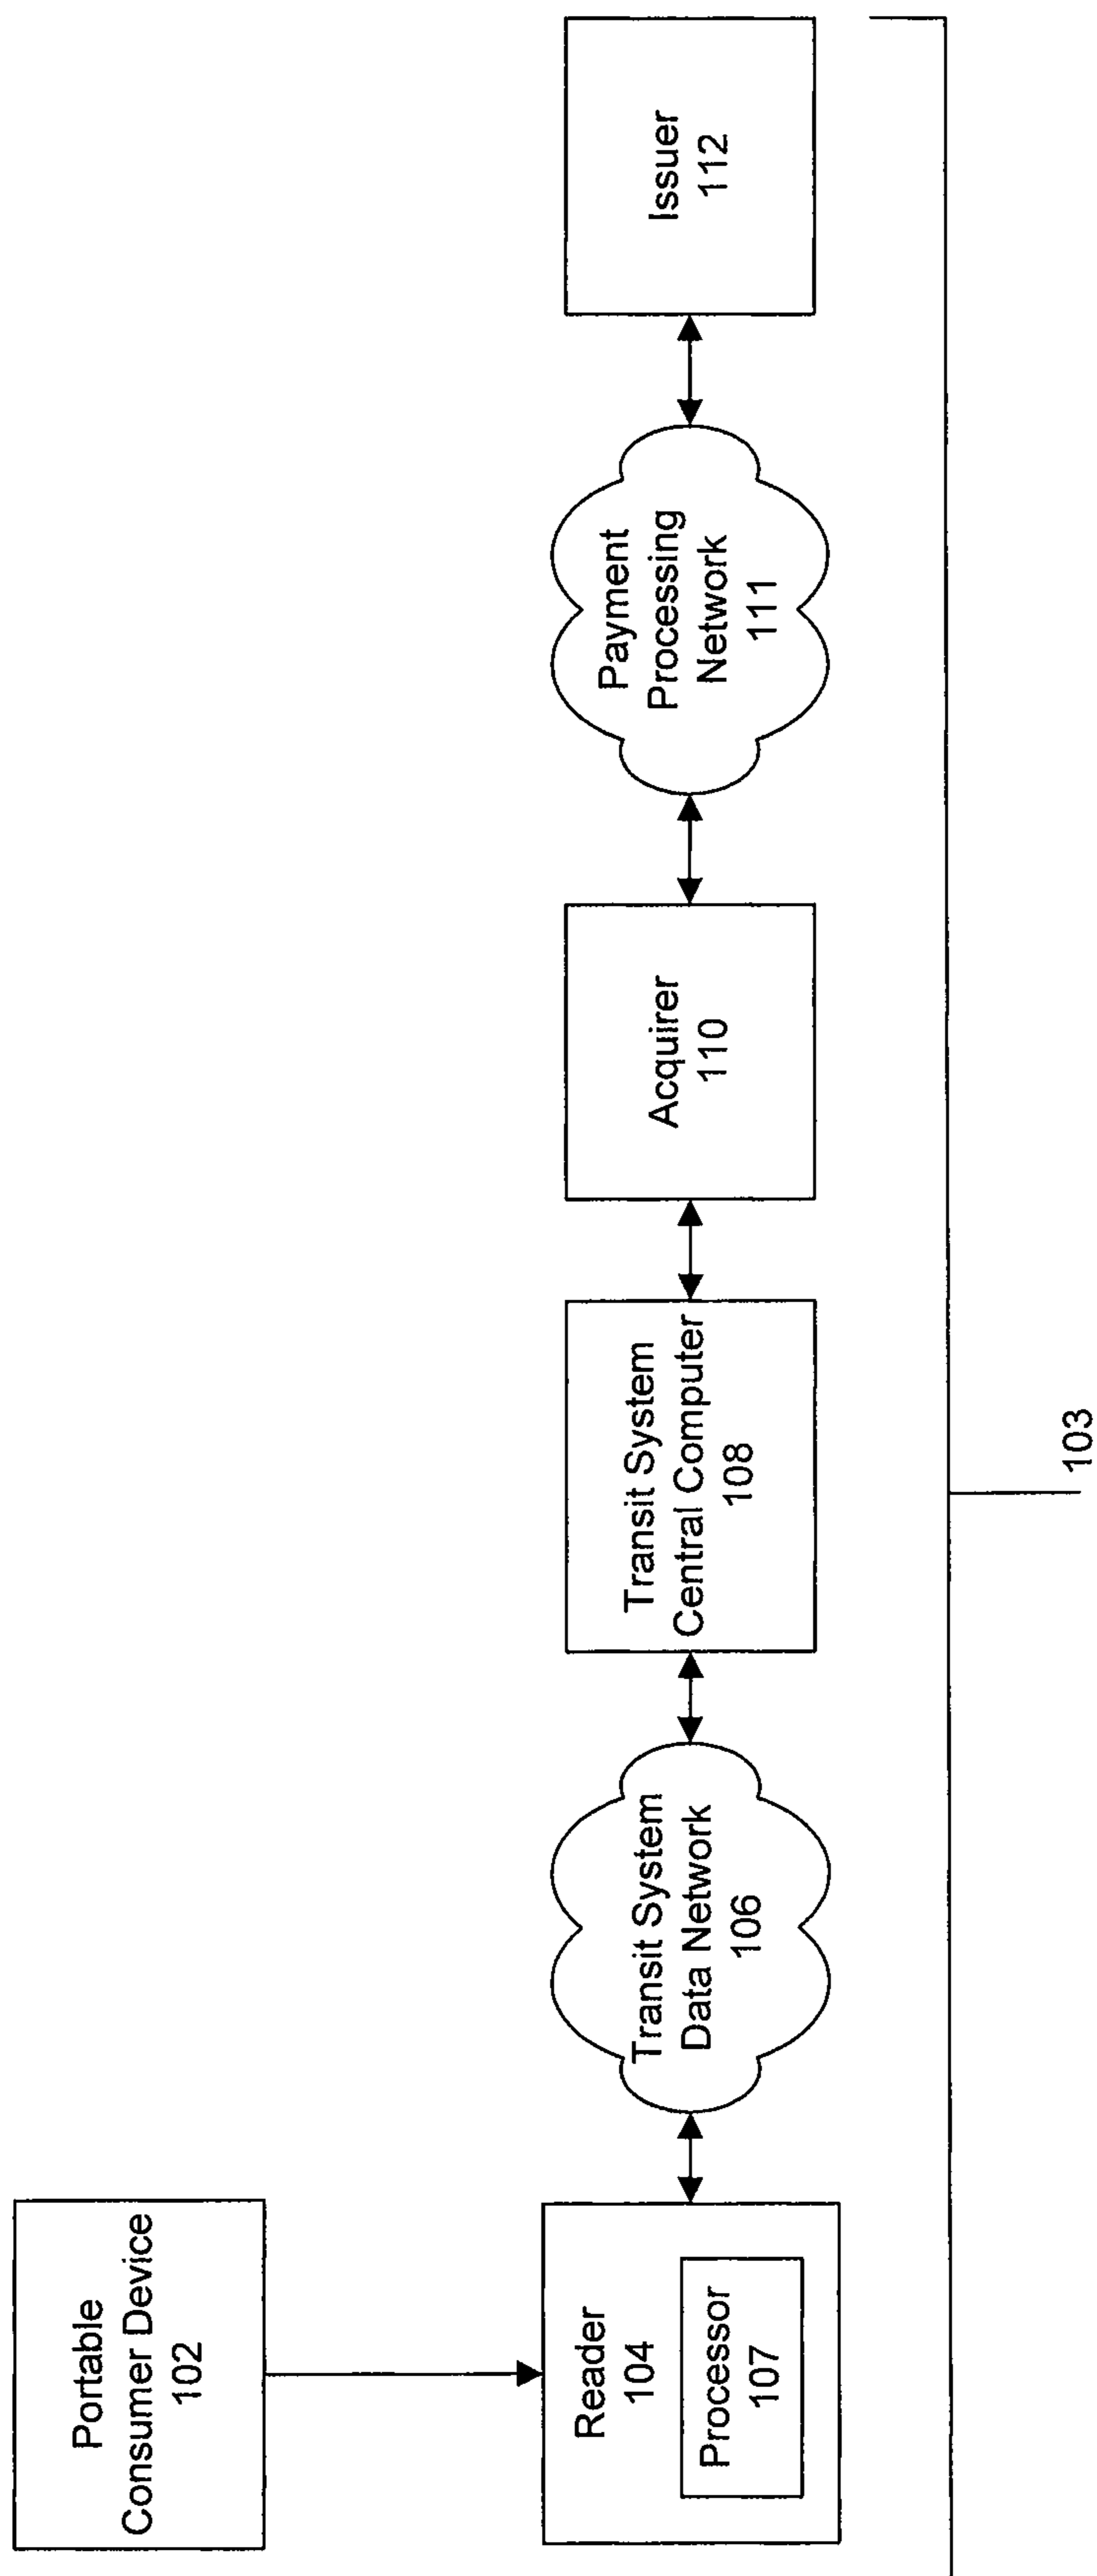 Portable
Consumer Device
102
Reader
104
Processor
107
Transit System
Data Network
106
Transit System
Central Computer
108
Acquirer
110
Payment
Processing
Network
111
Issuer
112
103